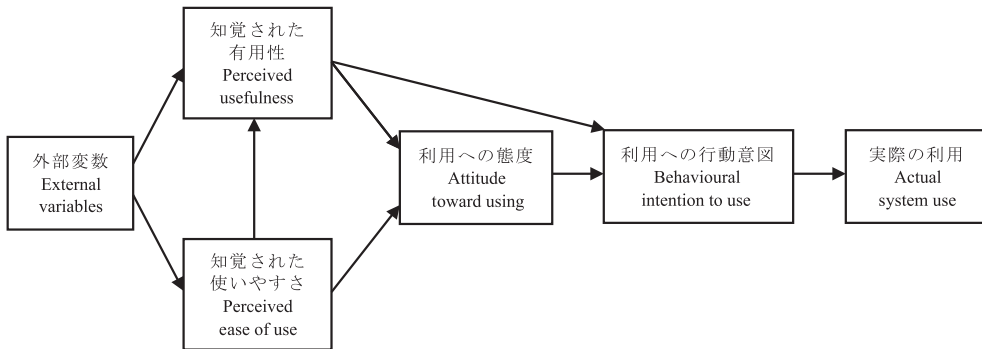 知覚された
有用性
Perceived
usefulness
外部変数
External
variables
利用への態度
Attitude
toward using
利用への行動意図
Behavioural
intention to use
実際の利用
Actual
system use
知覚された
使いやすさ
Perceived
ease of use